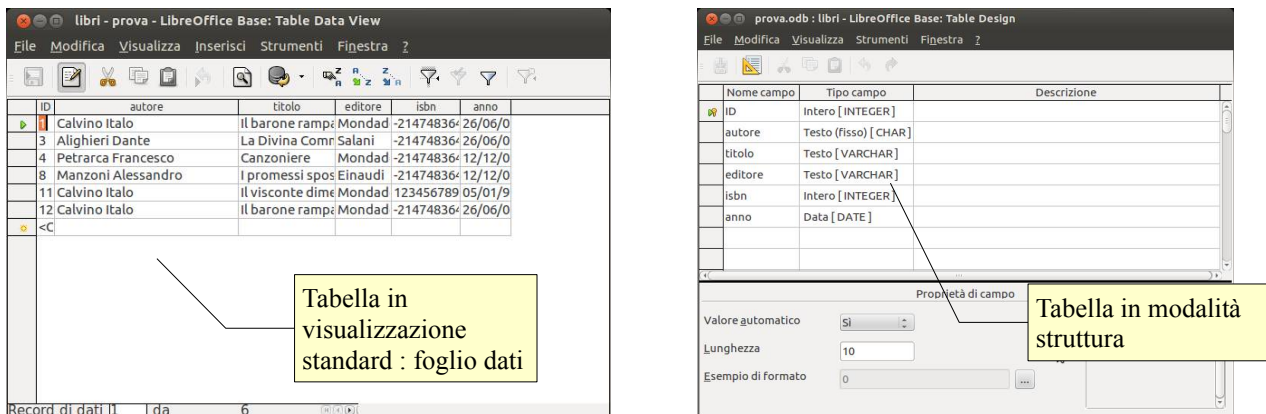 libri - prova - LibreOffice Base: Table Data View
File Modifica Visualizza Inserisci Strumenti Finestra ?
ID autore titolo editore isbn anno
1 Calvino Italo Il barone rampa Mondad -214748364 26/06/0
3 Alighieri Dante La Divina Comm Salani -214748364 26/06/0
4 Petrarca Francesco Canzoniere Mondad -214748364 12/12/0
8 Manzoni Alessandro I promessi spos Einaudi -214748364 12/12/0
11 Calvino Italo Il visconte dime Mondad 123456789 05/01/9
12 Calvino Italo Il barone rampa Mondad -214748364 26/06/0
<C
Tabella in
visualizzazione
standard : foglio dati
Record di dati 1 da 6
prova.odb : libri - LibreOffice Base: Table Design
File Modifica Visualizza Strumenti Finestra ?
Nome campo Tipo campo Descrizione
ID Intero [ INTEGER ]
autore Testo (fisso) [ CHAR ]
titolo Testo [ VARCHAR ]
editore Testo [ VARCHAR ]
isbn Intero [ INTEGER ]
anno Data [ DATE ]
Proprietà di campo
Valore automatico Sì
Lunghezza 10
Esempio di formato 0 ...
Tabella in modalità
struttura